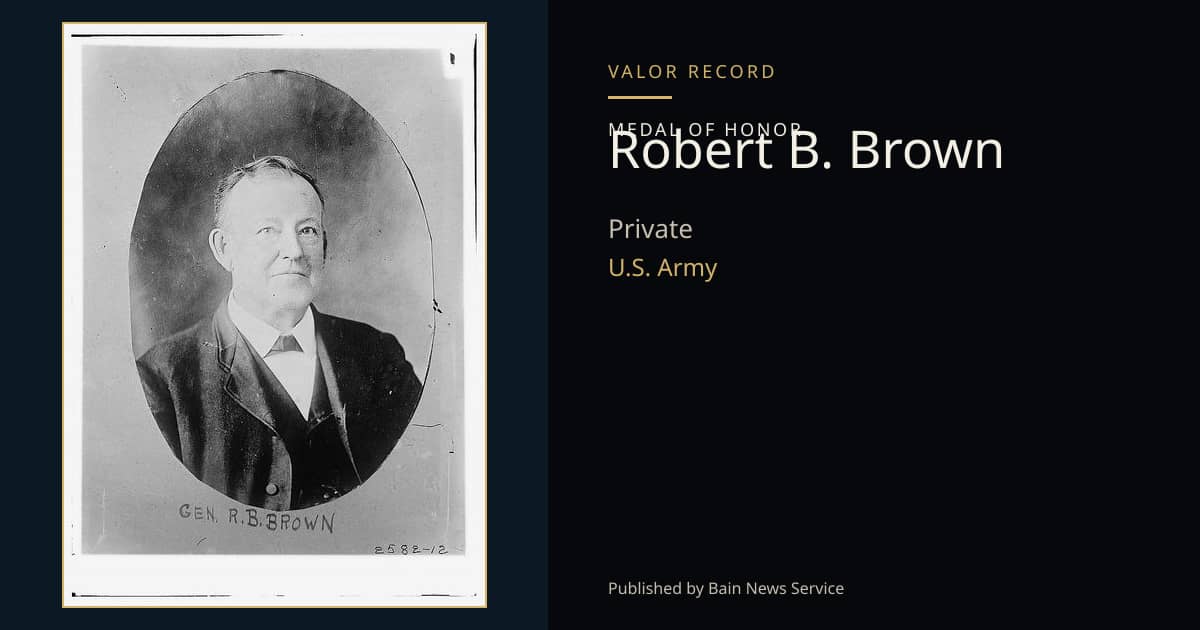 VALOR RECORD
MEDAL OF HONOR
Robert B. Brown
Private
U.S. Army
GEN. R.B. BROWN
2582-12
Published by Bain News Service